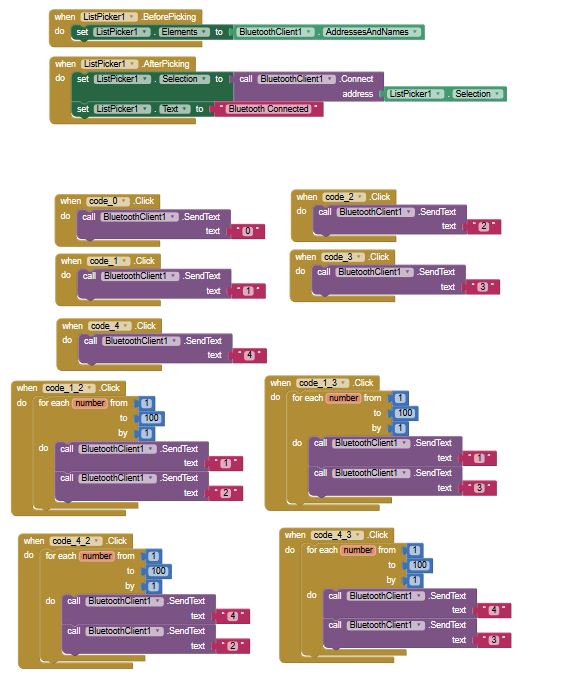 when ListPicker1 .BeforePicking
do set ListPicker1 . Elements to BluetoothClient1 . AddressesAndNames
when ListPicker1 .AfterPicking
do set ListPicker1 . Selection to call BluetoothClient1 .Connect
address ListPicker1 . Selection
set ListPicker1 . Text to " Bluetooth Connected "
when code_0 .Click
do call BluetoothClient1 .SendText
text " 0 "
when code_2 .Click
do call BluetoothClient1 .SendText
text " 2 "
when code_1 .Click
do call BluetoothClient1 .SendText
text " 1 "
when code_3 .Click
do call BluetoothClient1 .SendText
text " 3 "
when code_4 .Click
do call BluetoothClient1 .SendText
text " 4 "
when code_1_2 .Click
do for each number from 1
to 100
by 1
do call BluetoothClient1 .SendText
text " 1 "
call BluetoothClient1 .SendText
text " 2 "
when code_1_3 .Click
do for each number from 1
to 100
by 1
do call BluetoothClient1 .SendText
text " 1 "
call BluetoothClient1 .SendText
text " 3 "
when code_4_2 .Click
do for each number from 1
to 100
by 1
do call BluetoothClient1 .SendText
text " 4 "
call BluetoothClient1 .SendText
text " 2 "
when code_4_3 .Click
do for each number from 1
to 100
by 1
do call BluetoothClient1 .SendText
text " 4 "
call BluetoothClient1 .SendText
text " 3 "